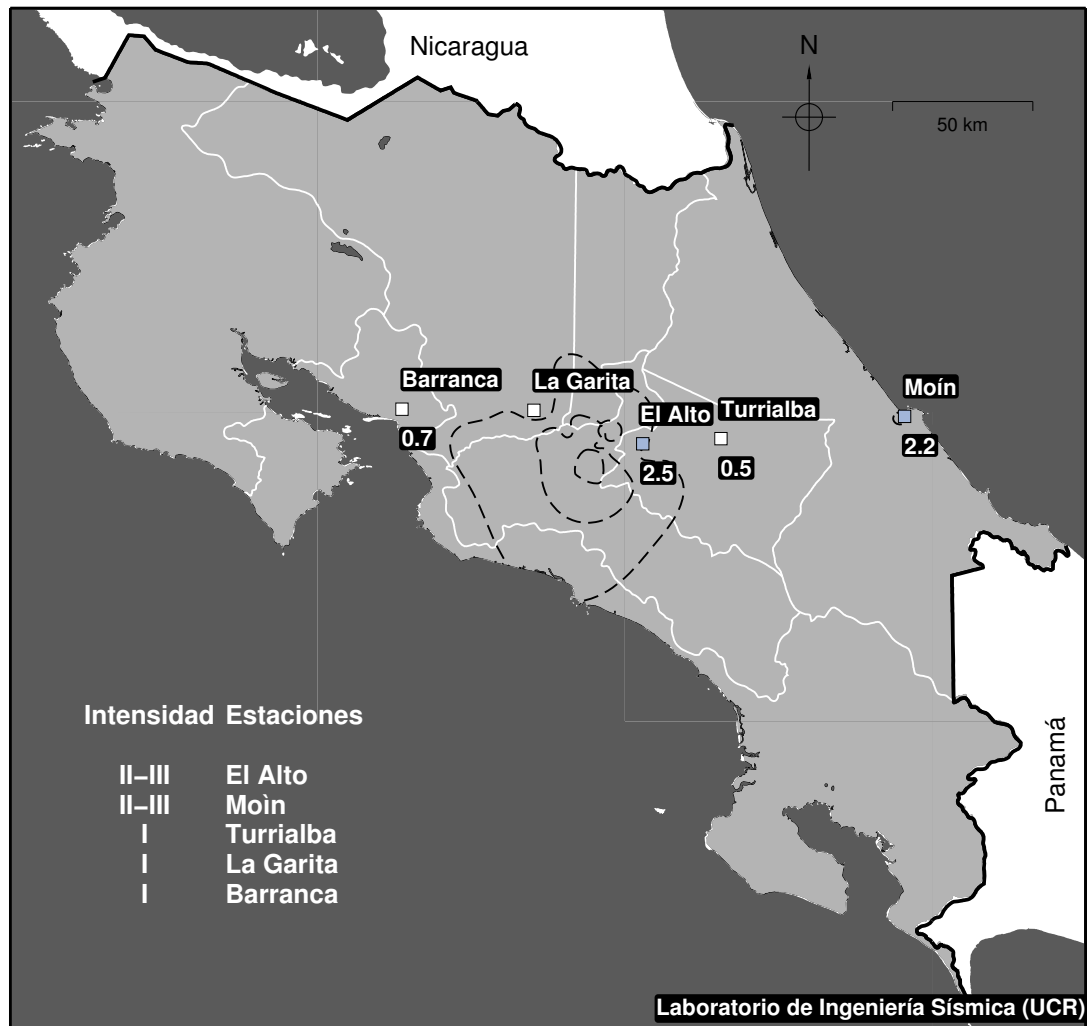 Nicaragua
N
50 km
Barranca
La Garita
Moín
El Alto
Turrialba
0.7
2.5
0.5
2.2
Intensidad Estaciones
II–III El Alto
II–III Moìn
I Turrialba
I La Garita
I Barranca
Panamá
Laboratorio de Ingeniería Sísmica (UCR)